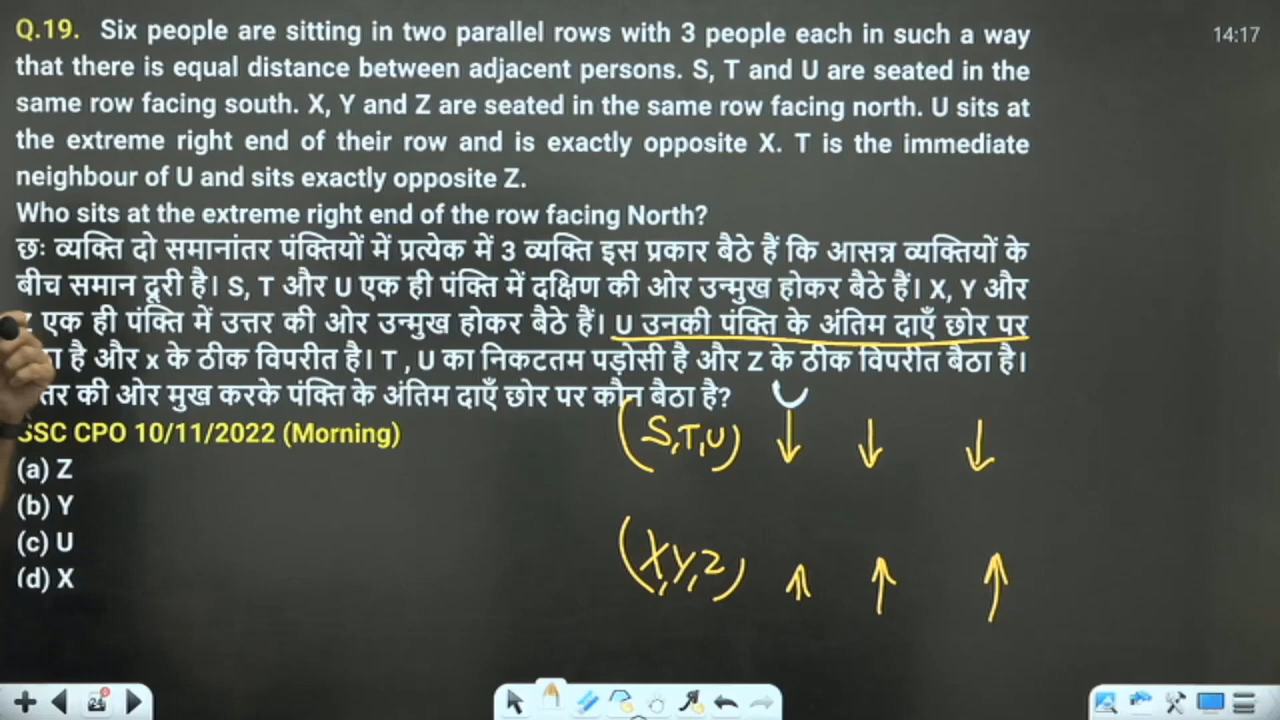 Q.19. Six people are sitting in two parallel rows with 3 people each in such a way
14:17
that there is equal distance between adjacent persons. S, T and U are seated in the
same row facing south. X, Y and Z are seated in the same row facing north. U sits at
the extreme right end of their row and is exactly opposite X. T is the immediate
neighbour of U and sits exactly opposite Z.
Who sits at the extreme right end of the row facing North?
छः व्यक्ति दो समानांतर पंक्तियों में प्रत्येक में 3 व्यक्ति इस प्रकार बैठे हैं कि आसन्न व्यक्तियों के
बीच समान दूरी है। S, T और U एक ही पंक्ति में दक्षिण की ओर उन्मुख होकर बैठे हैं। X, Y और
एक ही पंक्ति में उत्तर की ओर उन्मुख होकर बैठे हैं। U उनकी पंक्ति के अंतिम दाएँ छोर पर
है और x के ठीक विपरीत है। T , U का निकटतम पड़ोसी है और Z के ठीक विपरीत बैठा है।
की ओर मुख करके पंक्ति के अंतिम दाएँ छोर पर कौन बैठा है?
SSC CPO 10/11/2022 (Morning)
(a) Z
(b) Y
(c) U
(d) X
U
(S,T,U) ↓ ↓ ↓
(X,Y,Z) ↑ ↑ ↑